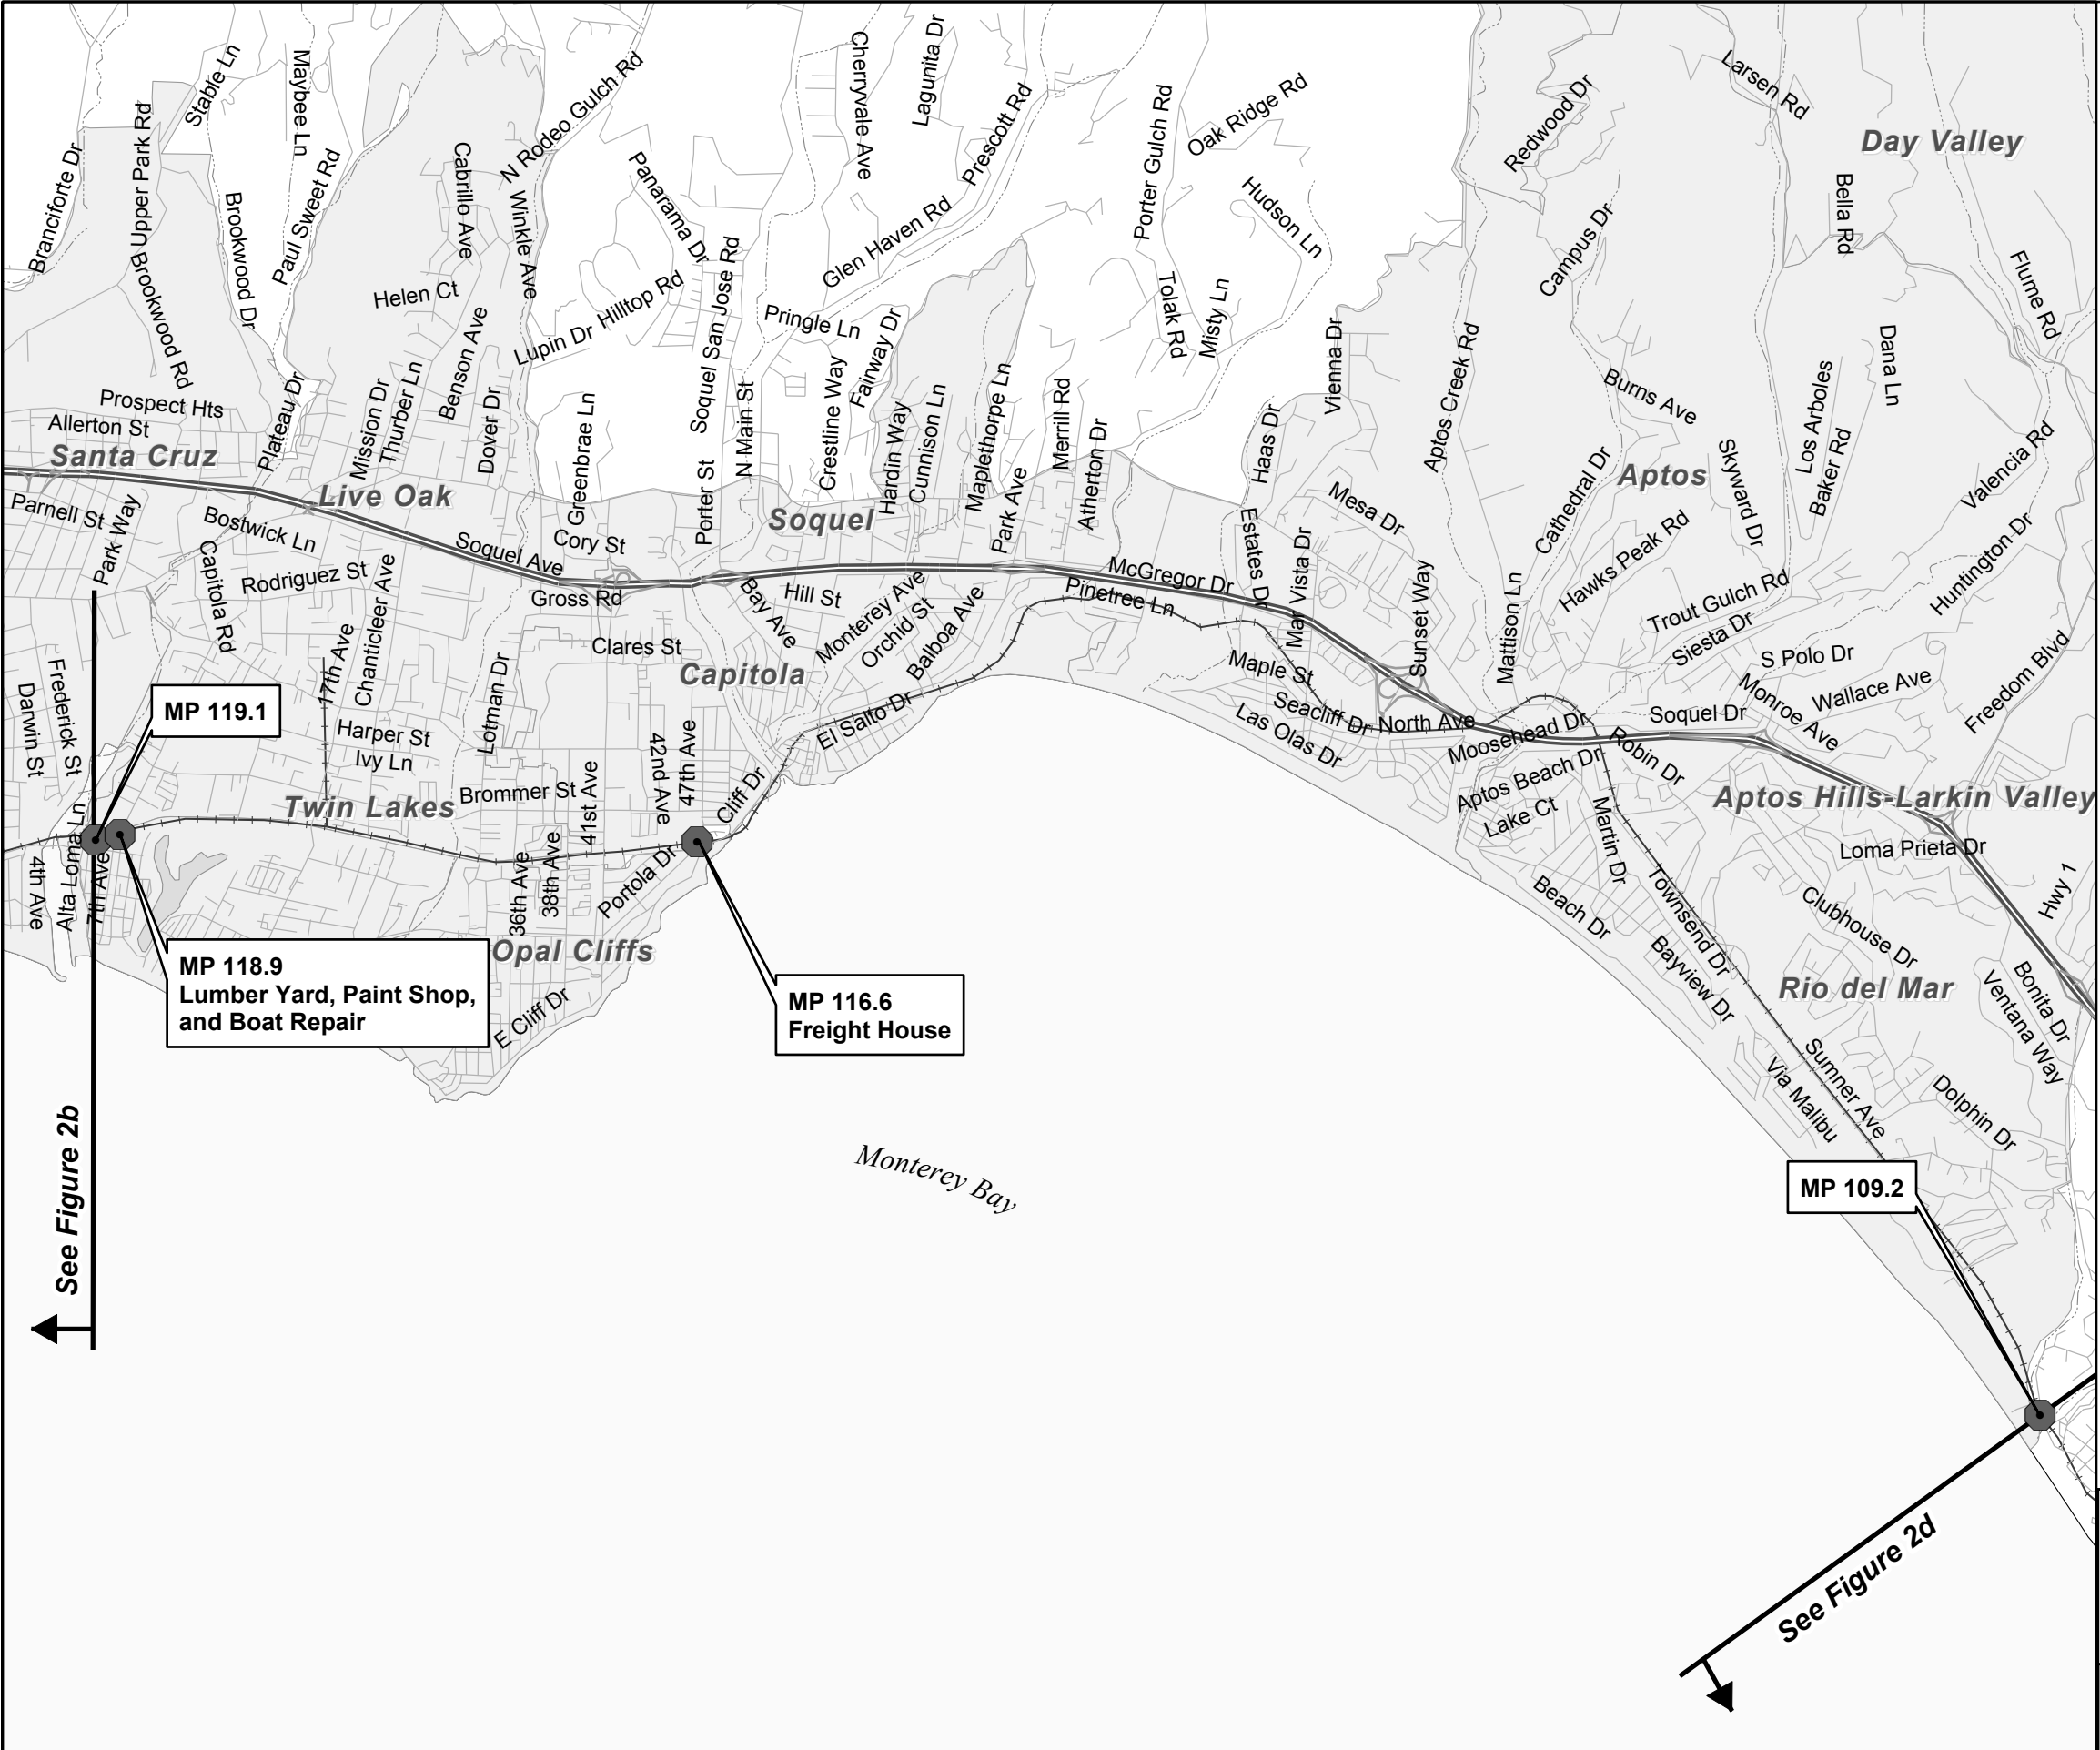 Stable Ln
Maybee Ln
N Rodeo Gulch Rd
Cherryvale Ave
Lagunita Dr
Prescott Rd
Porter Gulch Rd
Oak Ridge Rd
Redwood Dr
Larsen Rd
Day Valley
Branciforte Dr
Upper Park Rd
Brookwood Dr
Paul Sweet Rd
Cabrillo Ave
Winkle Ave
Panarama Dr
Glen Haven Rd
Hudson Ln
Campus Dr
Bella Rd
Flume Rd
Brookwood Rd
Helen Ct
Benson Ave
Lupin Dr
Hilltop Rd
Soquel San Jose Rd
Pringle Ln
Fairway Dr
Tolak Rd
Misty Ln
Vienna Dr
Aptos Creek Rd
Burns Ave
Los Arboles
Dana Ln
Prospect Hts
Allerton St
Plateau Dr
Mission Dr
Thurber Ln
Dover Dr
Greenbrae Ln
N Main St
Crestline Way
Hardin Way
Cunnison Ln
Maplethorpe Ln
Merrill Rd
Atherton Dr
Haas Dr
Cathedral Dr
Skyward Dr
Baker Rd
Valencia Rd
Santa Cruz
Live Oak
Soquel
Aptos
Parnell St
Park Way
Bostwick Ln
Soquel Ave
Cory St
Porter St
Park Ave
Estates Dr
Mesa Dr
Hawks Peak Rd
Huntington Dr
Capitola Rd
Rodriguez St
Chanticleer Ave
Gross Rd
Bay Ave
Hill St
Monterey Ave
McGregor Dr
Pinetree Ln
Mar Vista Dr
Sunset Way
Mattison Ln
Trout Gulch Rd
Siesta Dr
Clares St
Orchid St
Balboa Ave
Capitola
S Polo Dr
Freedom Blvd
Frederick St
Darwin St
MP 119.1
17th Ave
Lotman Dr
Maple St
Monroe Ave
Wallace Ave
Harper St
Ivy Ln
42nd Ave
47th Ave
El Salto Dr
Las Olas Dr
Seacliff Dr
North Ave
Moosehead Dr
Soquel Dr
Robin Dr
Twin Lakes
Brommer St
41st Ave
Cliff Dr
Aptos Beach Dr
Lake Ct
Martin Dr
Aptos Hills-Larkin Valley
4th Ave
Alta Loma Ln
7th Ave
36th Ave
38th Ave
Portola Dr
Loma Prieta Dr
Hwy 1
Opal Cliffs
Beach Dr
Townsend Dr
Clubhouse Dr
MP 118.9
Lumber Yard, Paint Shop,
and Boat Repair
E Cliff Dr
MP 116.6
Freight House
Bayview Dr
Rio del Mar
Bonita Dr
Ventana Way
Via Malibu
Sumner Ave
Dolphin Dr
See Figure 2b
Monterey Bay
MP 109.2
See Figure 2d